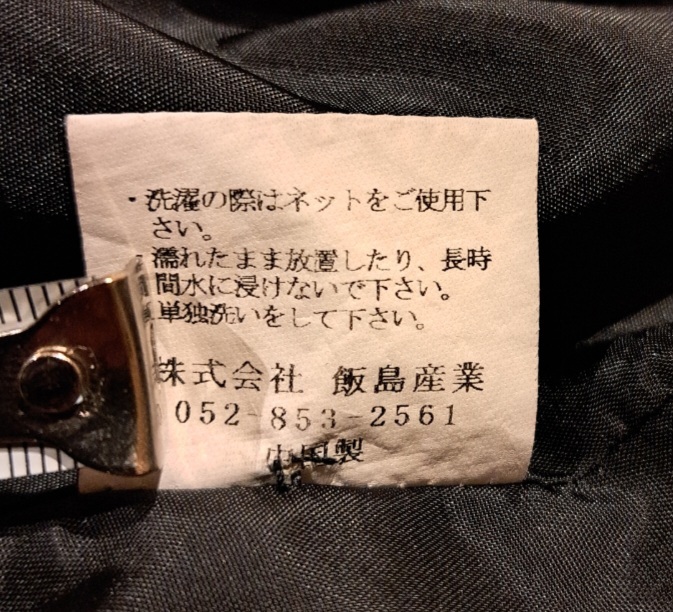 ・洗濯の際はネットをご使用下
さい。
・濡れたまま放置したり、長時
間水に浸けないで下さい。
単独洗いをして下さい。
株式会社 飯島産業
052-853-2561
中国製